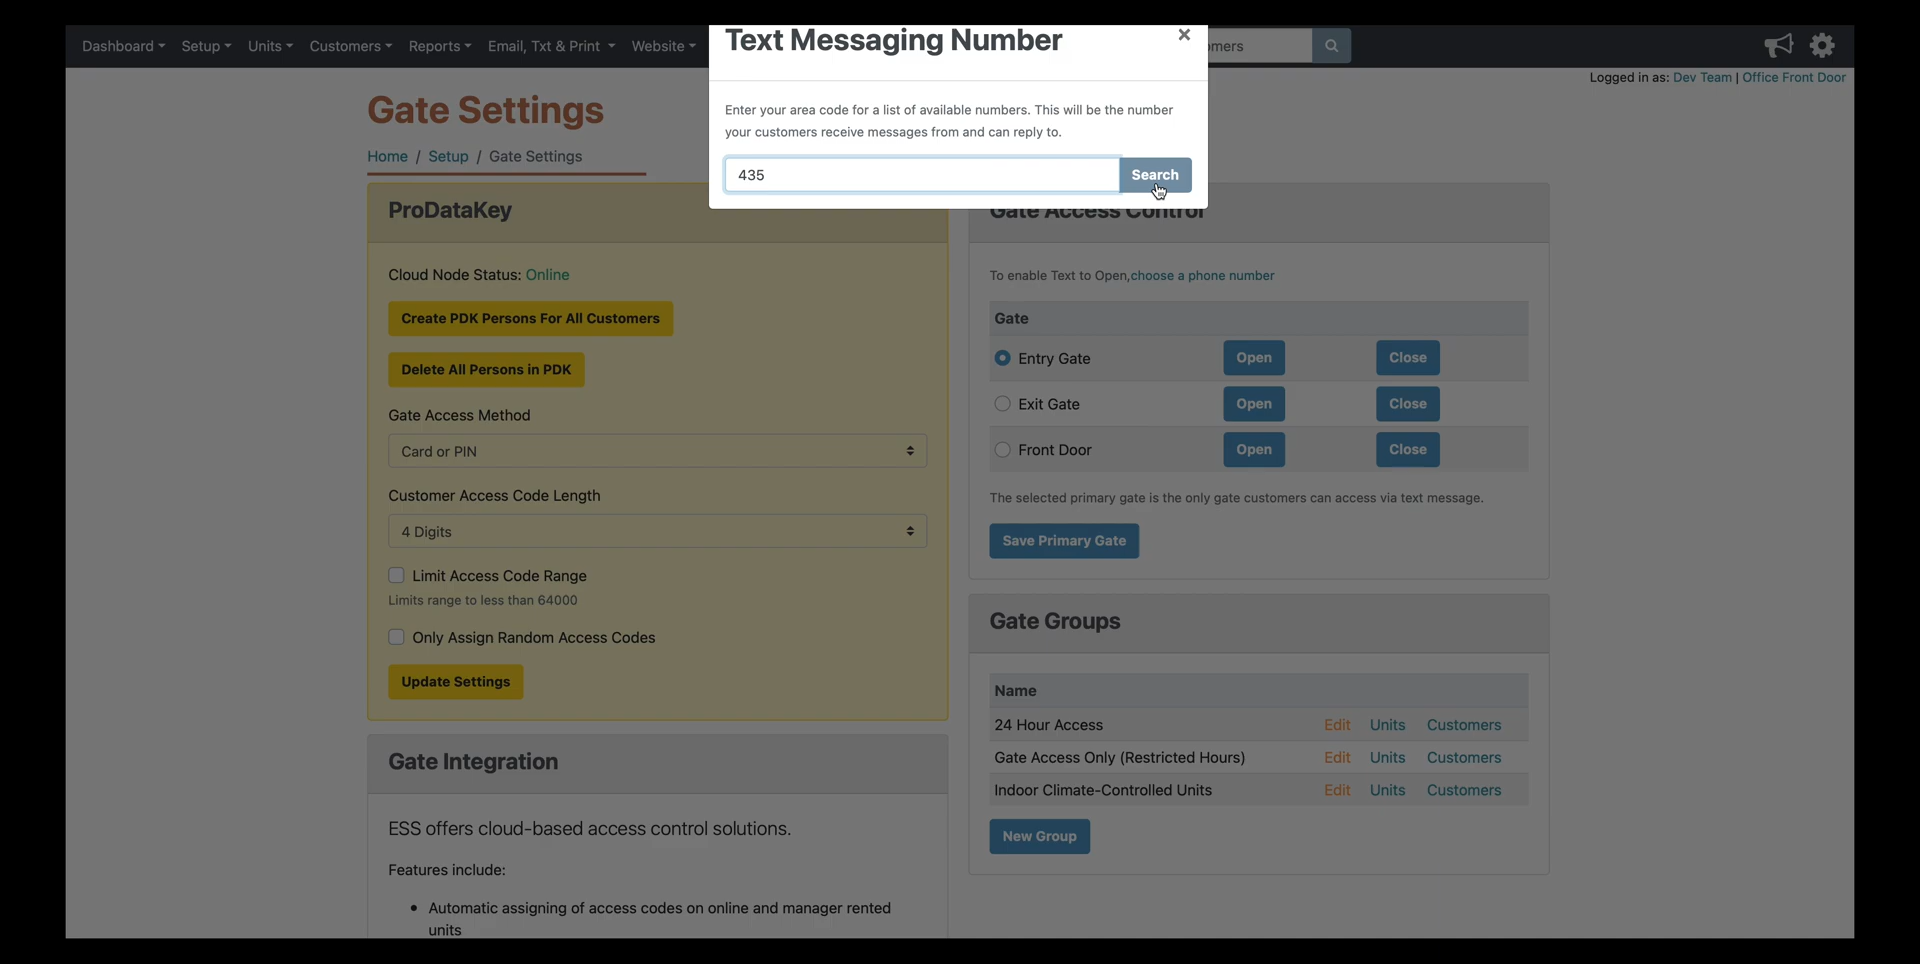 Dashboard Setup Units Customers Reports Email, Txt & Print Website
Text Messaging Number ×
omers
Logged in as: Dev Team | Office Front Door
Enter your area code for a list of available numbers. This will be the number
your customers receive messages from and can reply to.
435 Search
Gate Settings
Home / Setup / Gate Settings
ProDataKey
Cloud Node Status: Online
Create PDK Persons For All Customers
Delete All Persons in PDK
Gate Access Method
Card or PIN
Customer Access Code Length
4 Digits
Limit Access Code Range
Limits range to less than 64000
Only Assign Random Access Codes
Update Settings
Gate Integration
ESS offers cloud-based access control solutions.
Features include:
• Automatic assigning of access codes on online and manager rented
units
Gate Access Control
To enable Text to Open,choose a phone number
Gate
Entry Gate Open Close
Exit Gate Open Close
Front Door Open Close
The selected primary gate is the only gate customers can access via text message.
Save Primary Gate
Gate Groups
Name
24 Hour Access Edit Units Customers
Gate Access Only (Restricted Hours) Edit Units Customers
Indoor Climate-Controlled Units Edit Units Customers
New Group